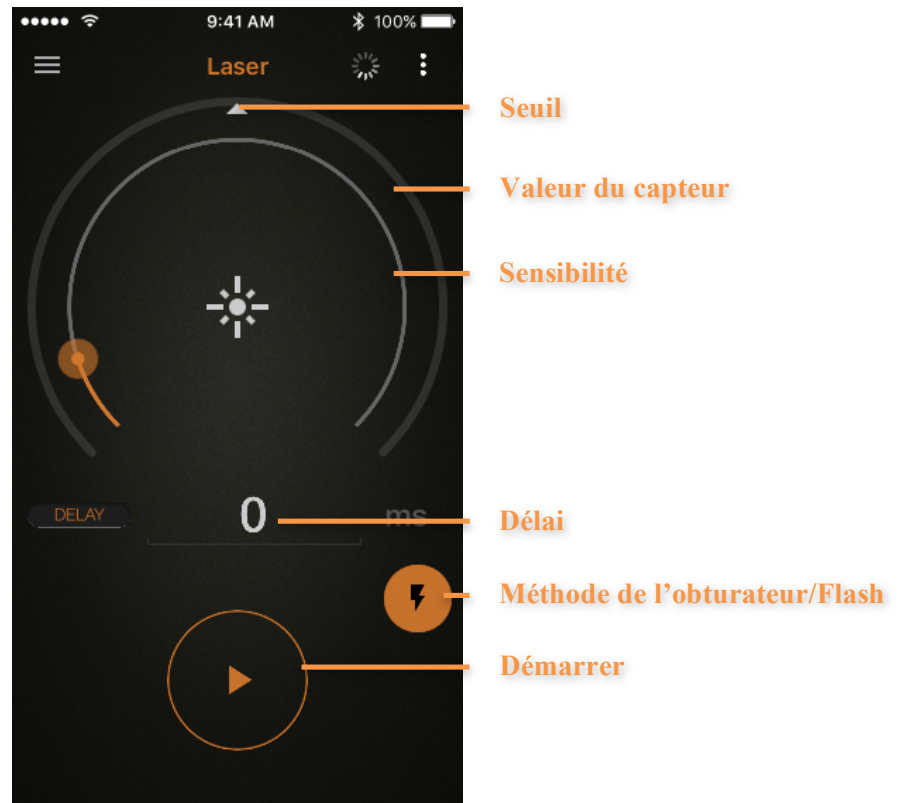 9:41 AM
100%
Laser
Seuil
Valeur du capteur
Sensibilité
DELAY
0
ms
Délai
Méthode de l’obturateur/Flash
Démarrer